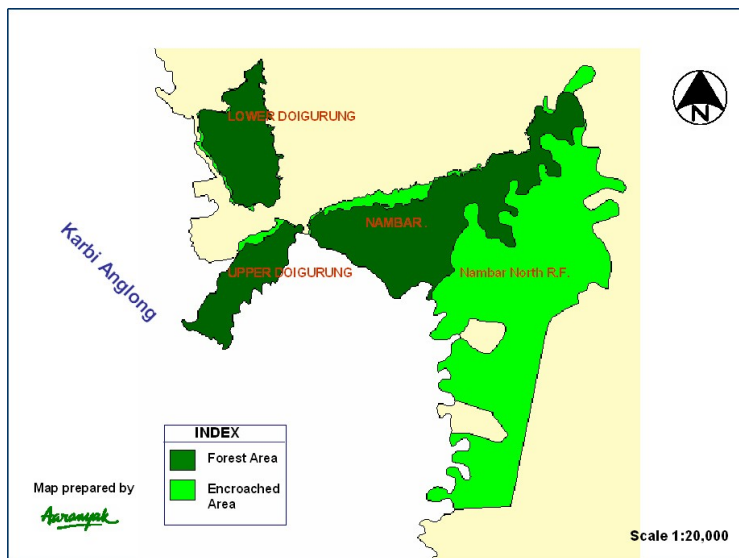 LOWER DOIGURUNG
N
NAMBAR .
Karbi Anglong
UPPER DOIGURUNG
Nambar North R.F.
INDEX
Forest Area
Encroached
Area
Map prepared by
Aaranyak
Scale 1:20,000